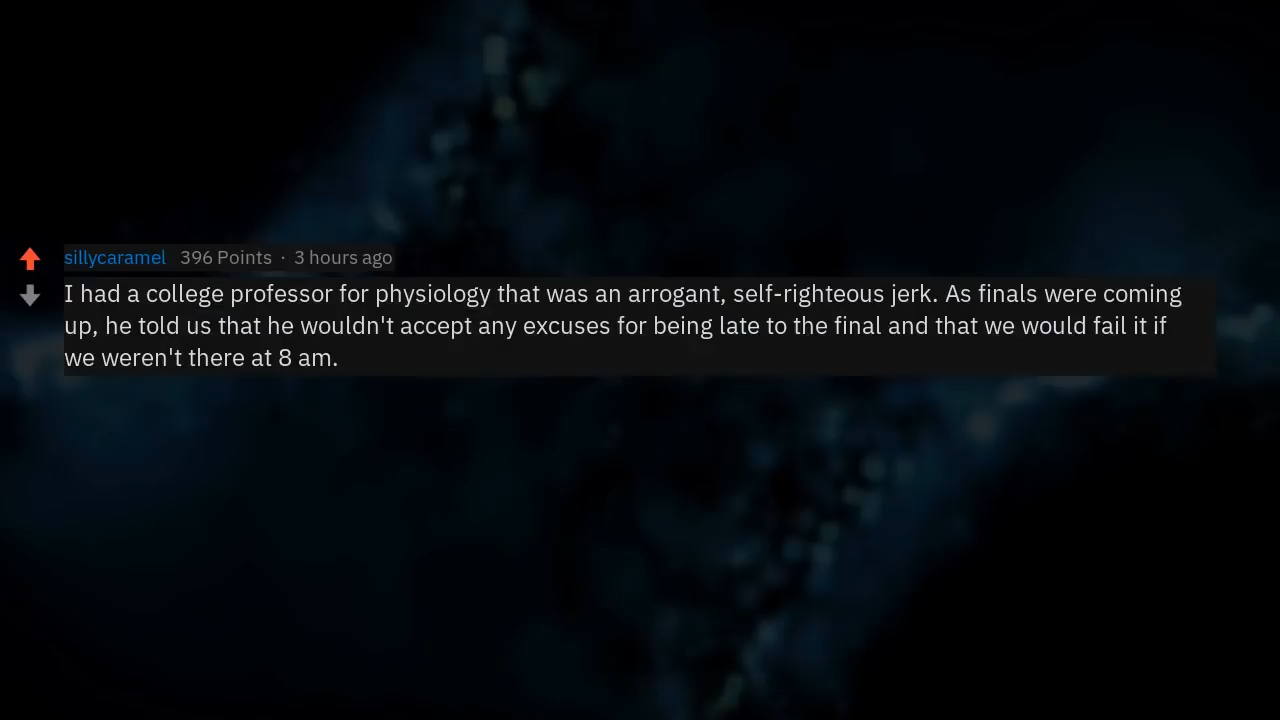 sillycaramel 396 Points · 3 hours ago
I had a college professor for physiology that was an arrogant, self-righteous jerk. As finals were coming
up, he told us that he wouldn't accept any excuses for being late to the final and that we would fail it if
we weren't there at 8 am.